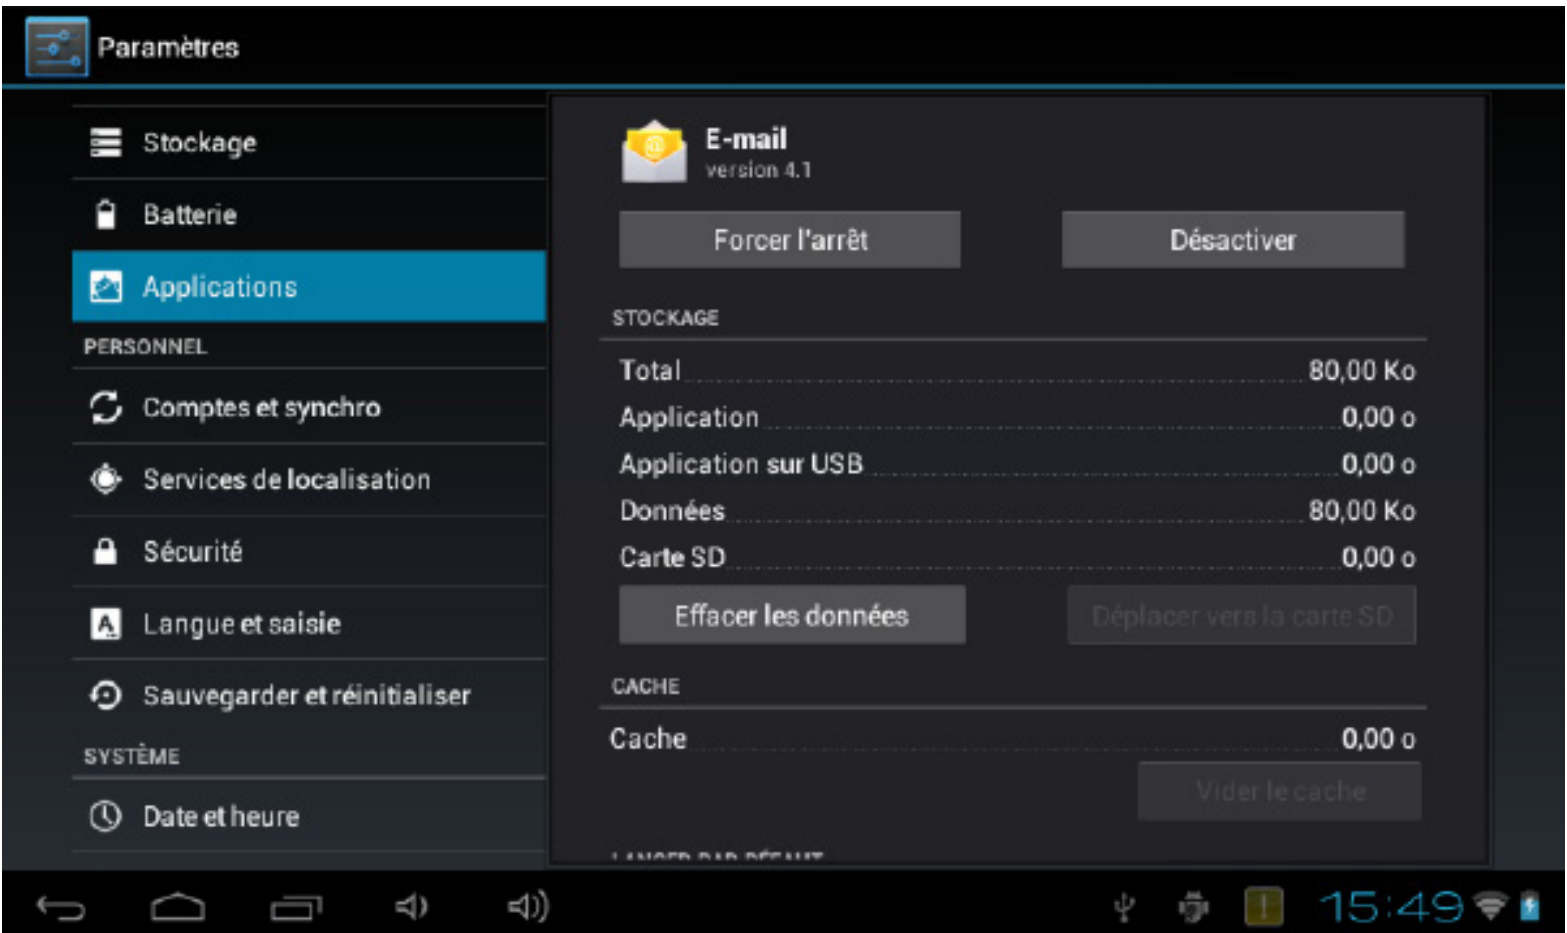 Paramètres
Stockage
Batterie
Applications
PERSONNEL
Comptes et synchro
Services de localisation
Sécurité
Langue et saisie
Sauvegarder et réinitialiser
SYSTÈME
Date et heure
E-mail
version 4.1
Forcer l'arrêt
Désactiver
STOCKAGE
Total 80,00 Ko
Application 0,00 o
Application sur USB 0,00 o
Données 80,00 Ko
Carte SD 0,00 o
Effacer les données
Déplacer vers la carte SD
CACHE
Cache 0,00 o
Vider le cache
LANCER PAR DÉFAUT
15:49